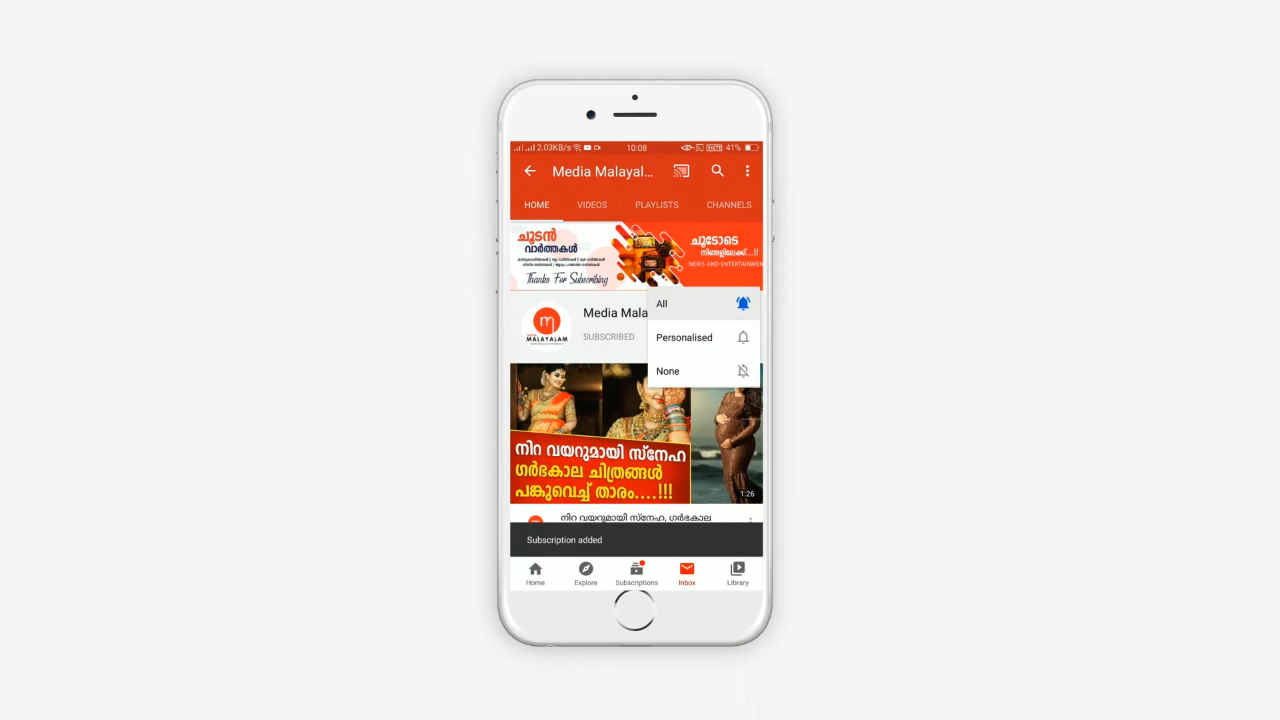 2.03KB/s 10:08 41%
Media Malayal...
HOME VIDEOS PLAYLISTS CHANNELS
ചൂടൻ
വാർത്തകൾ
Thanks For Subscribing
ചൂടോടെ
നിങ്ങളിലേക്ക്...!!
NEWS AND ENTERTAINMEN
Media Mala
SUBSCRIBED
MALAYALAM
All
Personalised
None
നിറ വയറുമായി സ്നേഹ
ഗർഭകാല ചിത്രങ്ങൾ
പങ്കുവെച്ച് താരം....!!!
1:26
നിറ വയറുമായി സ്നേഹ, ഗർഭകാല
Subscription added
Home Explore Subscriptions Inbox Library